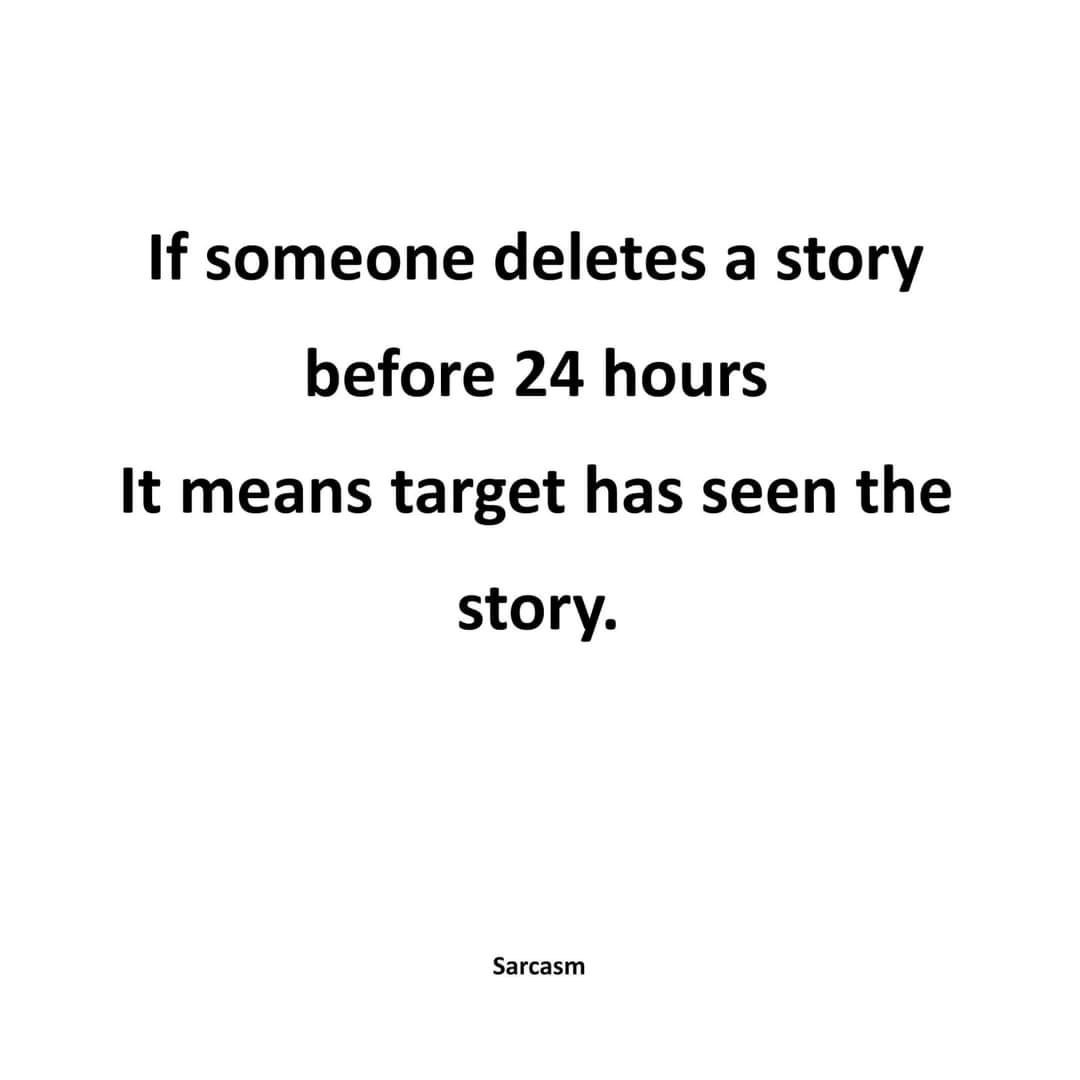 If someone deletes a story
before 24 hours
It means target has seen the
story.
Sarcasm